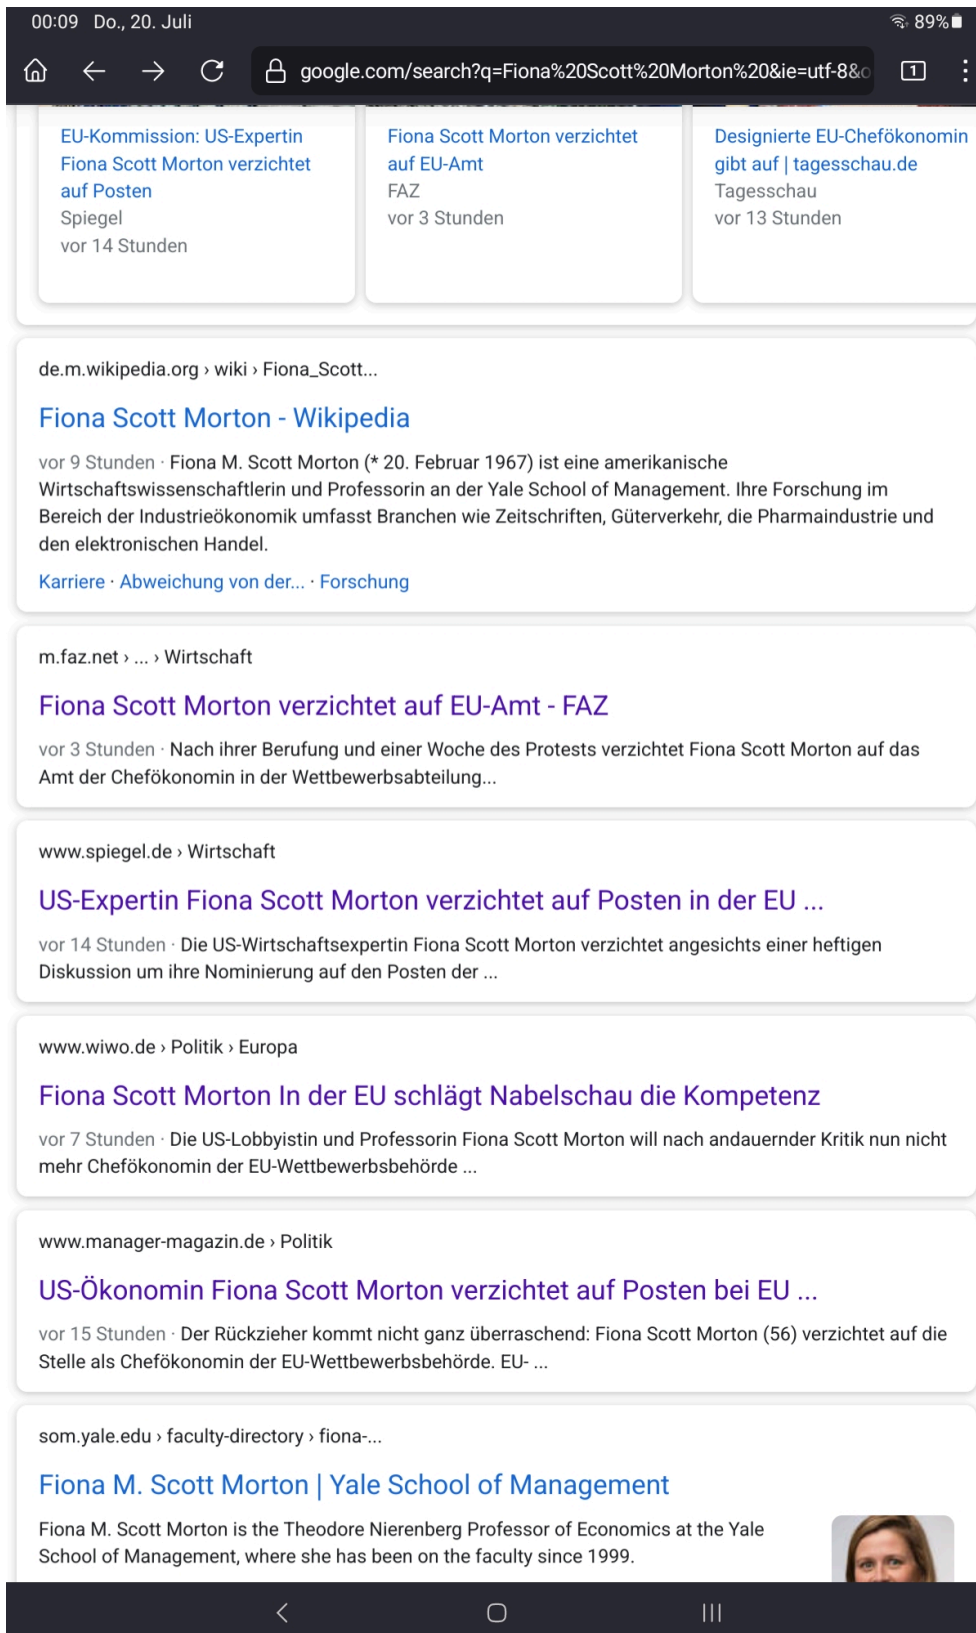 00:09 Do., 20. Juli 89%
google.com/search?q=Fiona%20Scott%20Morton%20&ie=utf-8& 1
EU-Kommission: US-Expertin
Fiona Scott Morton verzichtet
auf Posten
Spiegel
vor 14 Stunden
Fiona Scott Morton verzichtet
auf EU-Amt
FAZ
vor 3 Stunden
Designierte EU-Chefökonomin
gibt auf | tagesschau.de
Tagesschau
vor 13 Stunden
de.m.wikipedia.org › wiki › Fiona_Scott...
Fiona Scott Morton - Wikipedia
vor 9 Stunden · Fiona M. Scott Morton (* 20. Februar 1967) ist eine amerikanische
Wirtschaftswissenschaftlerin und Professorin an der Yale School of Management. Ihre Forschung im
Bereich der Industrieökonomik umfasst Branchen wie Zeitschriften, Güterverkehr, die Pharmaindustrie und
den elektronischen Handel.
Karriere · Abweichung von der... · Forschung
m.faz.net › ... › Wirtschaft
Fiona Scott Morton verzichtet auf EU-Amt - FAZ
vor 3 Stunden · Nach ihrer Berufung und einer Woche des Protests verzichtet Fiona Scott Morton auf das
Amt der Chefökonomin in der Wettbewerbsabteilung...
www.spiegel.de › Wirtschaft
US-Expertin Fiona Scott Morton verzichtet auf Posten in der EU ...
vor 14 Stunden · Die US-Wirtschaftsexpertin Fiona Scott Morton verzichtet angesichts einer heftigen
Diskussion um ihre Nominierung auf den Posten der ...
www.wiwo.de › Politik › Europa
Fiona Scott Morton In der EU schlägt Nabelschau die Kompetenz
vor 7 Stunden · Die US-Lobbyistin und Professorin Fiona Scott Morton will nach andauernder Kritik nun nicht
mehr Chefökonomin der EU-Wettbewerbsbehörde ...
www.manager-magazin.de › Politik
US-Ökonomin Fiona Scott Morton verzichtet auf Posten bei EU ...
vor 15 Stunden · Der Rückzieher kommt nicht ganz überraschend: Fiona Scott Morton (56) verzichtet auf die
Stelle als Chefökonomin der EU-Wettbewerbsbehörde. EU- ...
som.yale.edu › faculty-directory › fiona-...
Fiona M. Scott Morton | Yale School of Management
Fiona M. Scott Morton is the Theodore Nierenberg Professor of Economics at the Yale
School of Management, where she has been on the faculty since 1999.